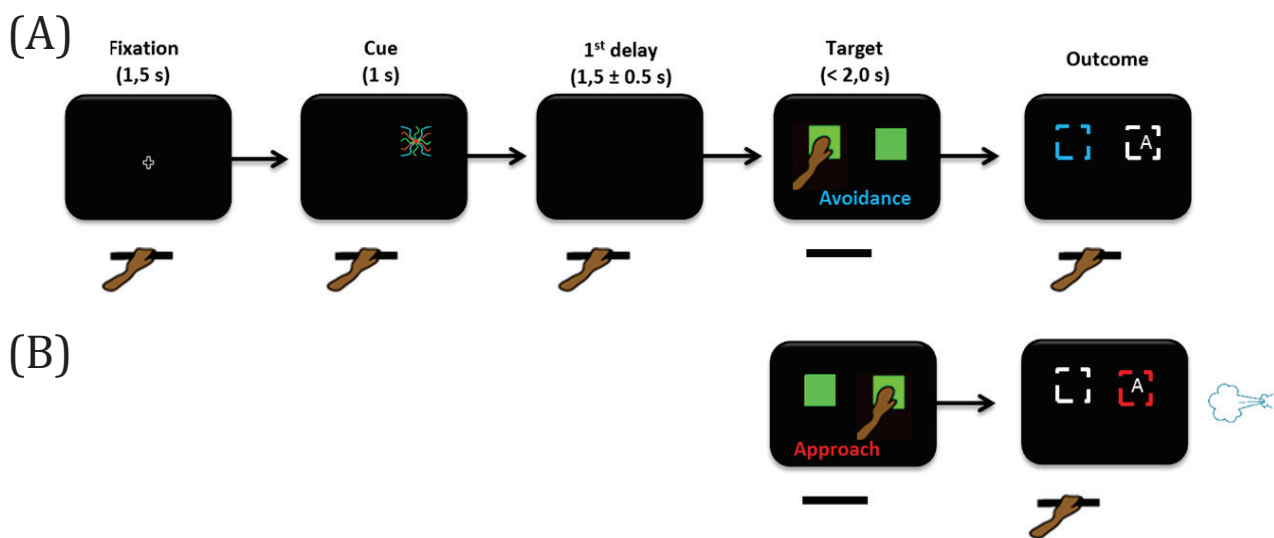 (A)
Fixation
(1,5 s)
Cue
(1 s)
1st delay
(1,5 ± 0.5 s)
Target
(< 2,0 s)
Outcome
Avoidance
A
(B)
Approach
A